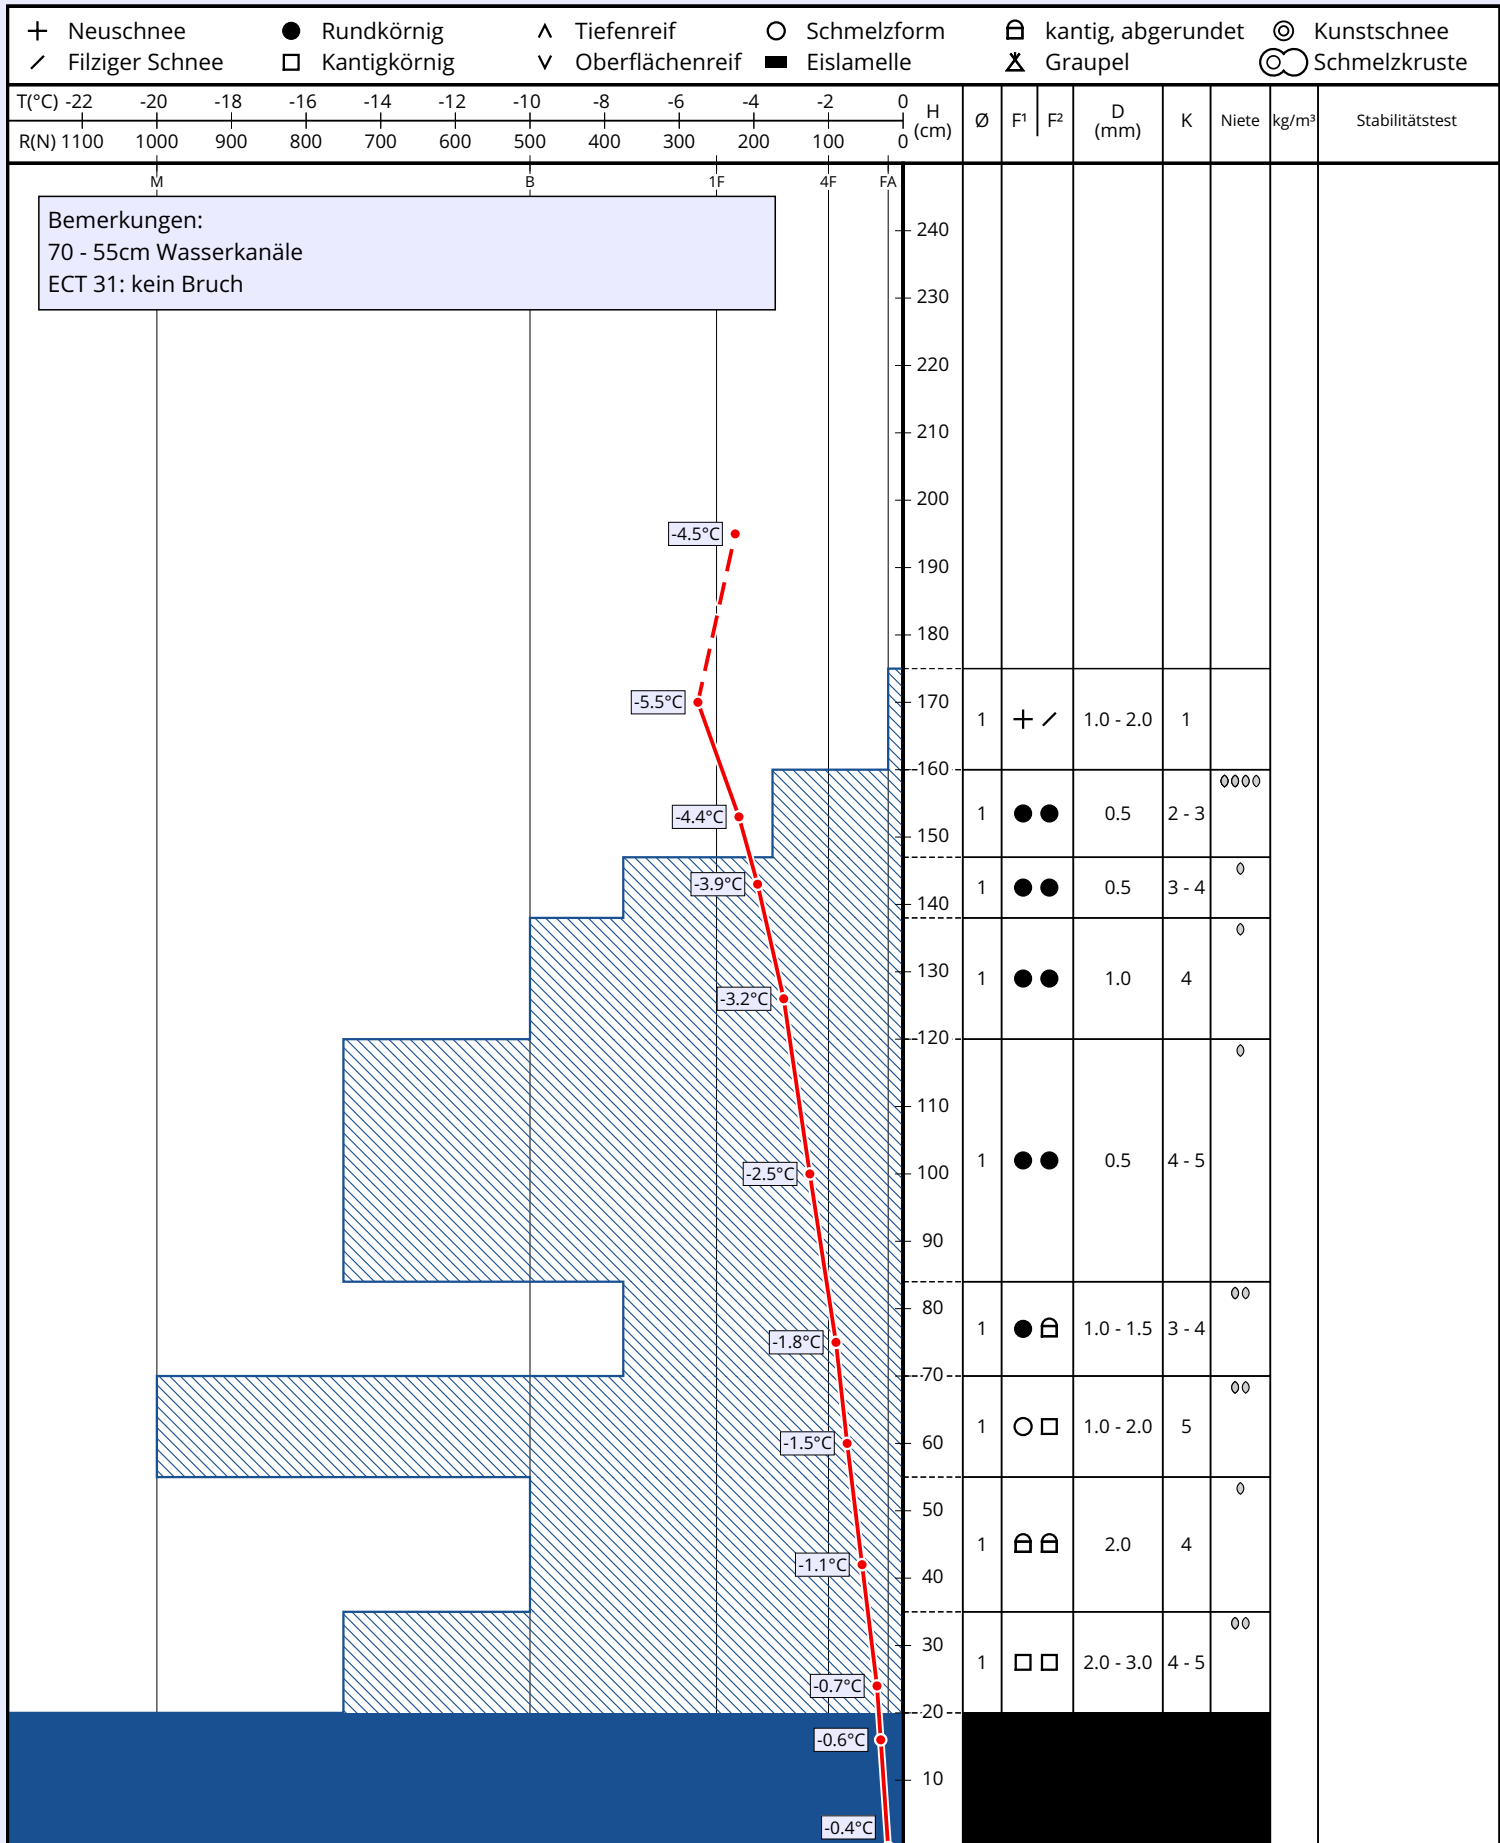 Neuschnee Rundkörnig Tiefenreif Schmelzform kantig, abgerundet Kunstschnee
Filziger Schnee Kantigkörnig Oberflächenreif Eislamelle Graupel Schmelzkruste
T(°C) -22 -20 -18 -16 -14 -12 -10 -8 -6 -4 -2 0
R(N) 1100 1000 900 800 700 600 500 400 300 200 100 0
H (cm) Ø F¹ F² D (mm) K Niete kg/m³ Stabilitätstest
M B 1F 4F FA
Bemerkungen:
70 - 55cm Wasserkanäle
ECT 31: kein Bruch
240
230
220
210
200
-4.5°C
190
180
-5.5°C 170
1 1.0 - 2.0 1
160
-4.4°C 1 0.5 2 - 3
150
-3.9°C 1 0.5 3 - 4
140
130 1 1.0 4
-3.2°C
120
110
1 0.5 4 - 5
-2.5°C 100
90
80
1 1.0 - 1.5 3 - 4
-1.8°C
70
1 1.0 - 2.0 5
-1.5°C 60
50
1 2.0 4
-1.1°C 40
30
1 2.0 - 3.0 4 - 5
-0.7°C
20
-0.6°C
10
-0.4°C